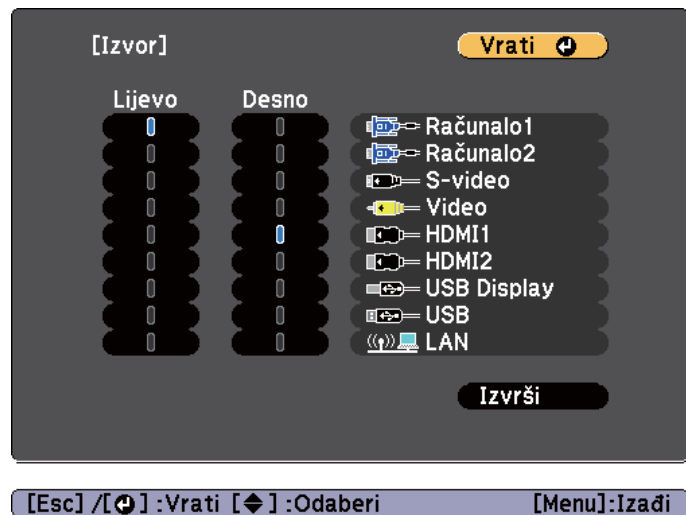 [Izvor]
Vrati
Lijevo Desno
Računalo1
Računalo2
S-video
Video
HDMI1
HDMI2
USB Display
USB
LAN
Izvrši
[Esc] /[ ] :Vrati [ ] :Odaberi [Menu]:Izađi